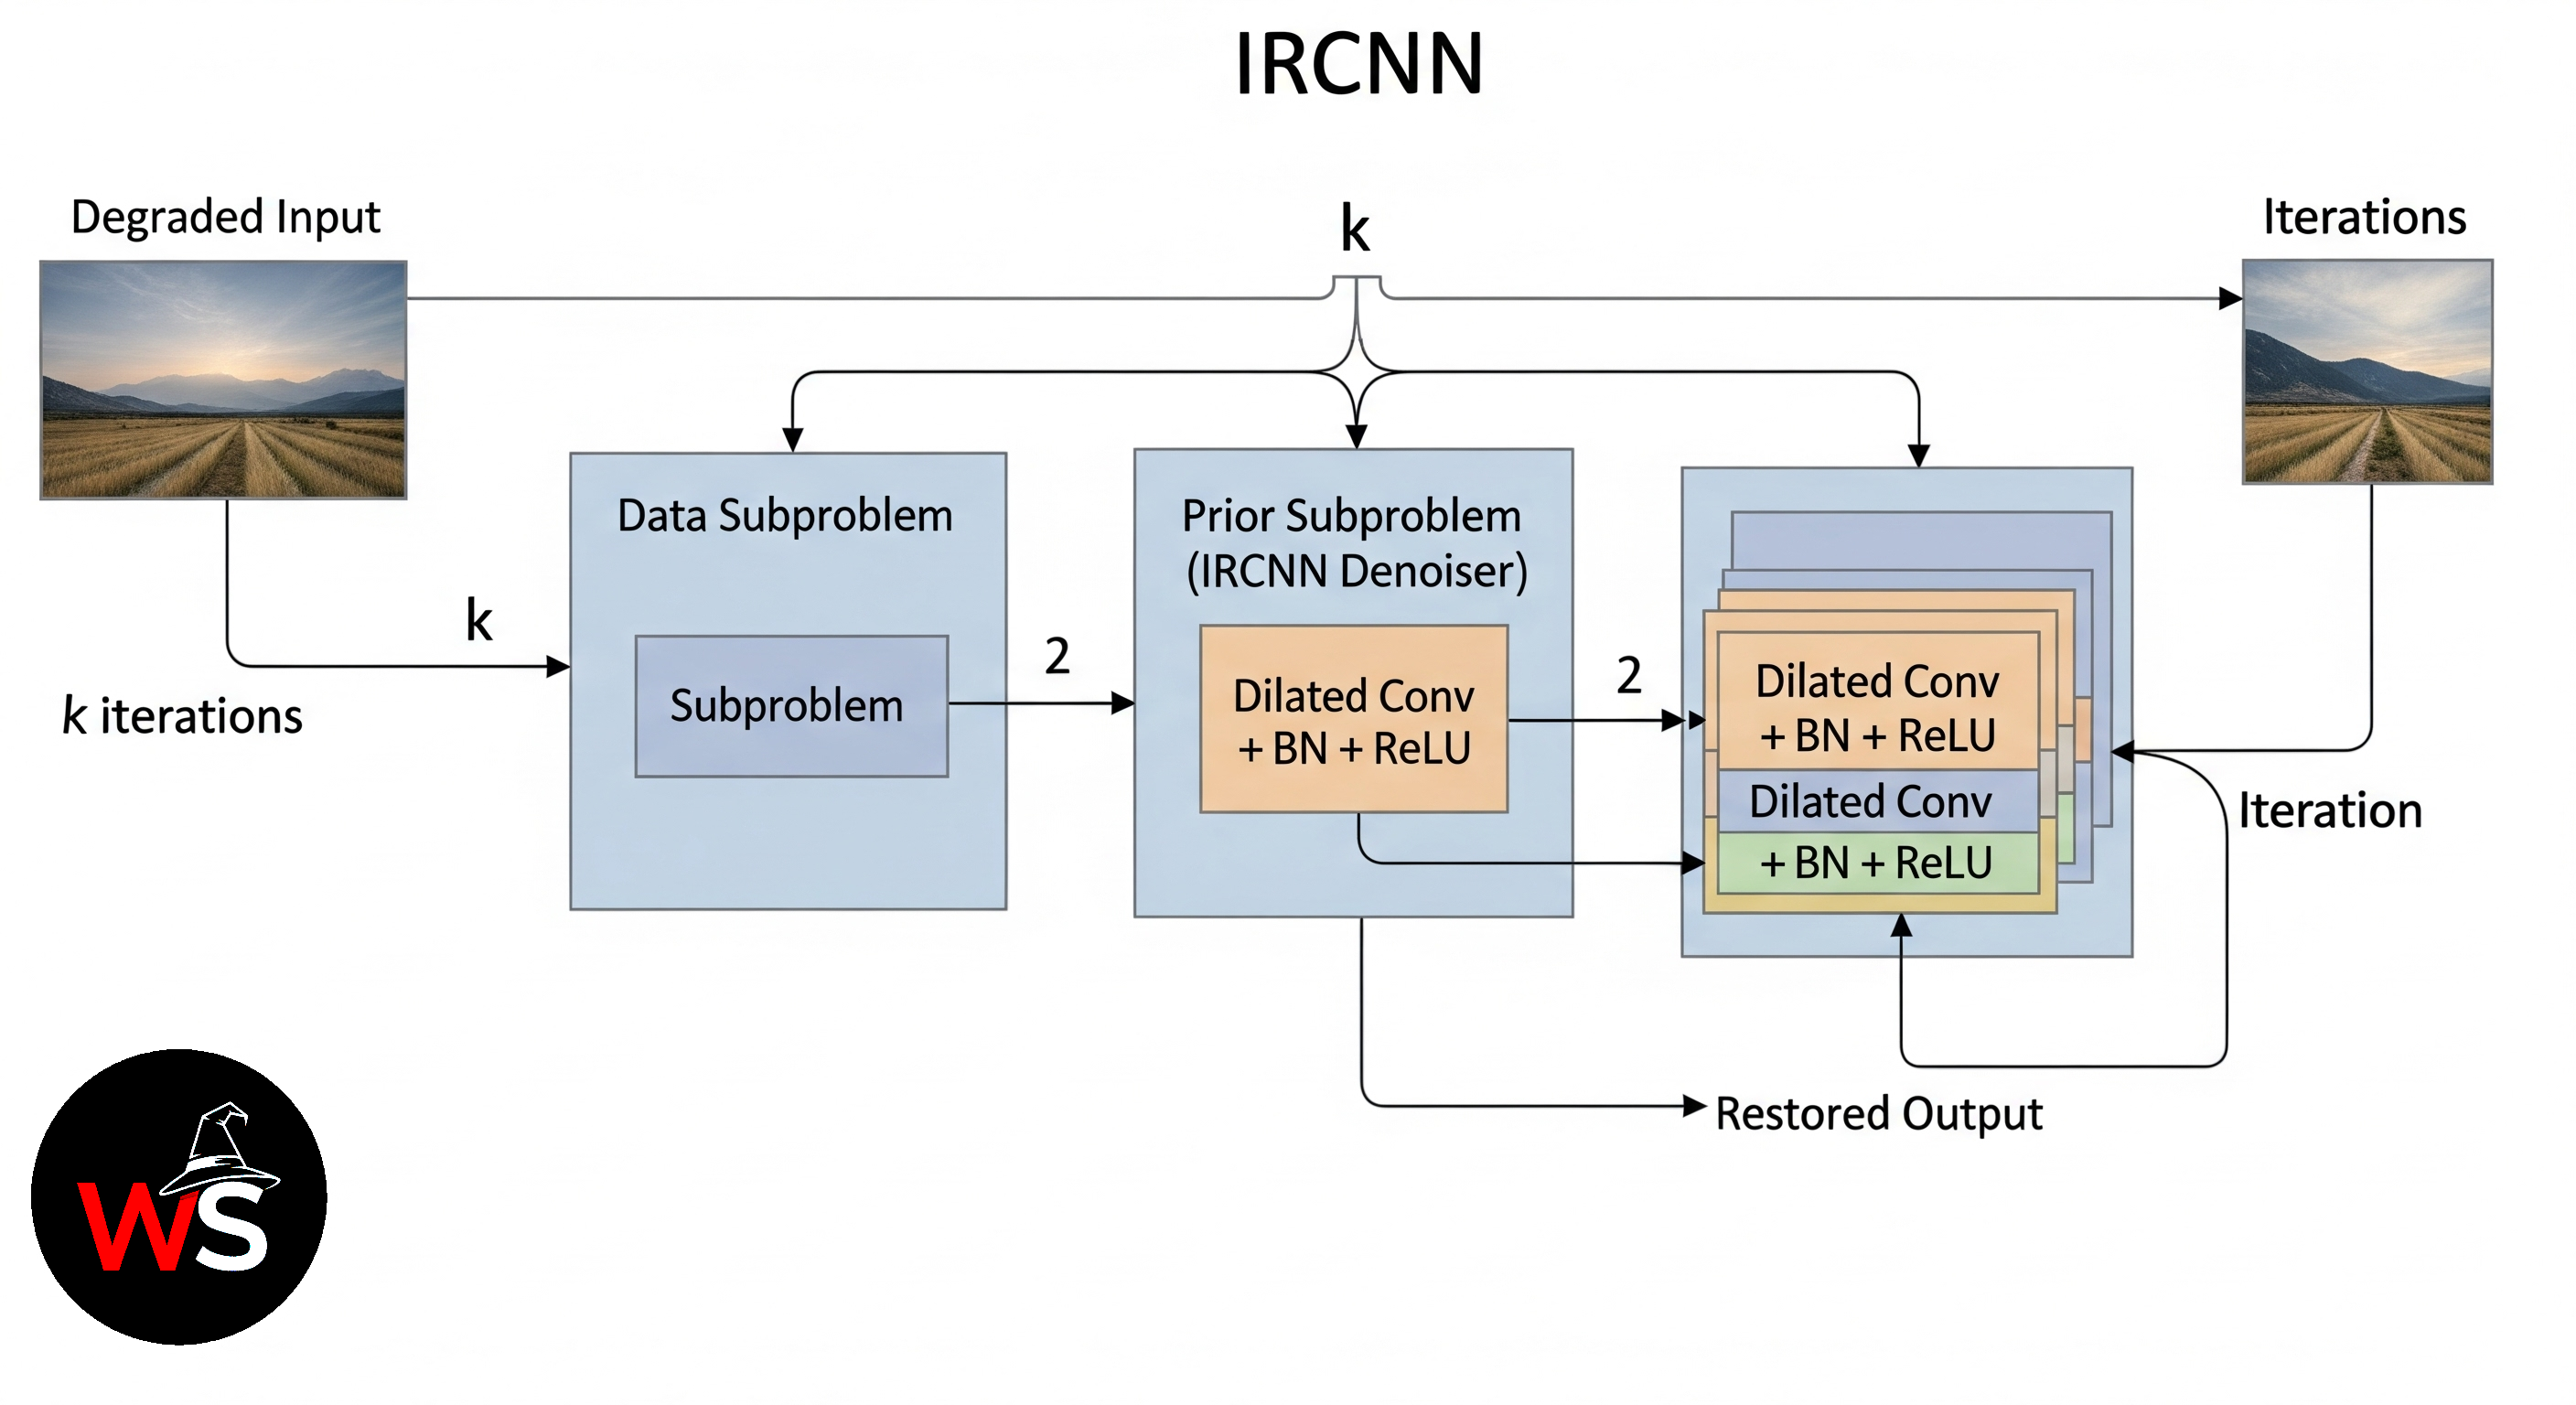 IRCNN
Degraded Input
k
Iterations
k
k iterations
Data Subproblem
Subproblem
2
Prior Subproblem
(IRCNN Denoiser)
Dilated Conv
+ BN + ReLU
2
Dilated Conv
+ BN + ReLU
Dilated Conv
+ BN + ReLU
Iteration
Restored Output
WS